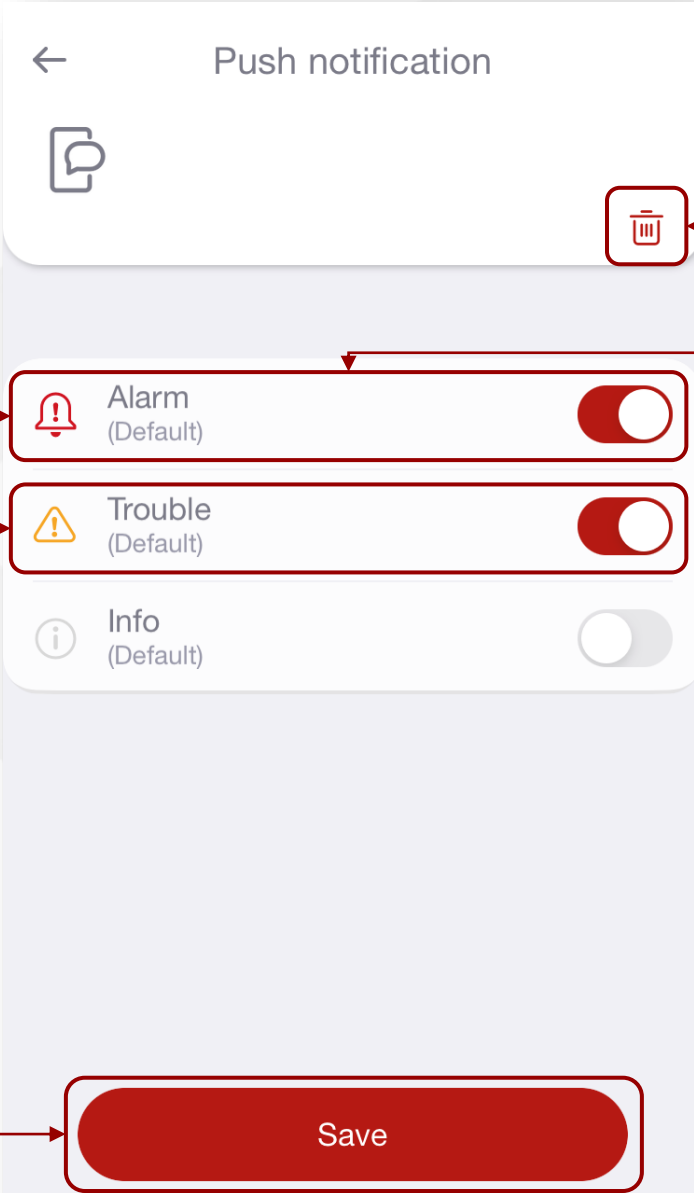 Push notification
Alarm
(Default)
Trouble
(Default)
Info
(Default)
Save